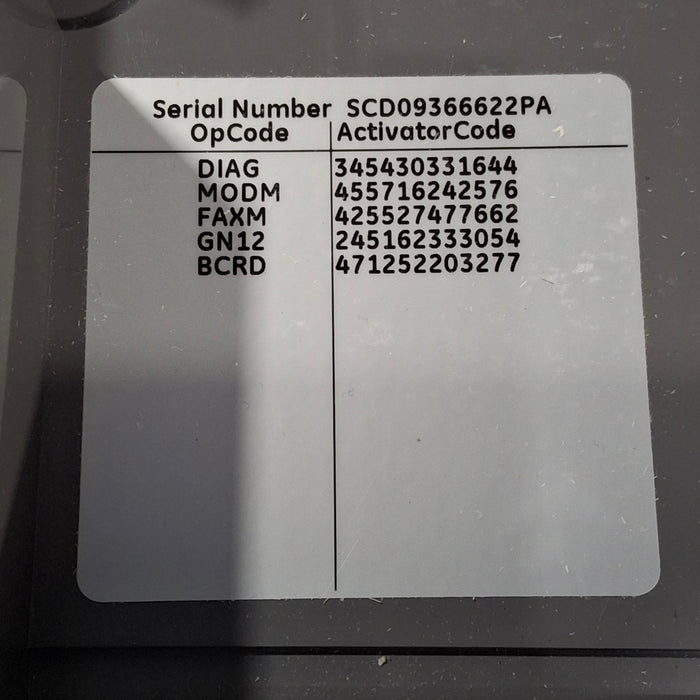 Serial Number SCD09366622PA
OpCode ActivatorCode
DIAG 345430331644
MODM 455716242576
FAXM 425527477662
GN12 245162333054
BCRD 471252203277